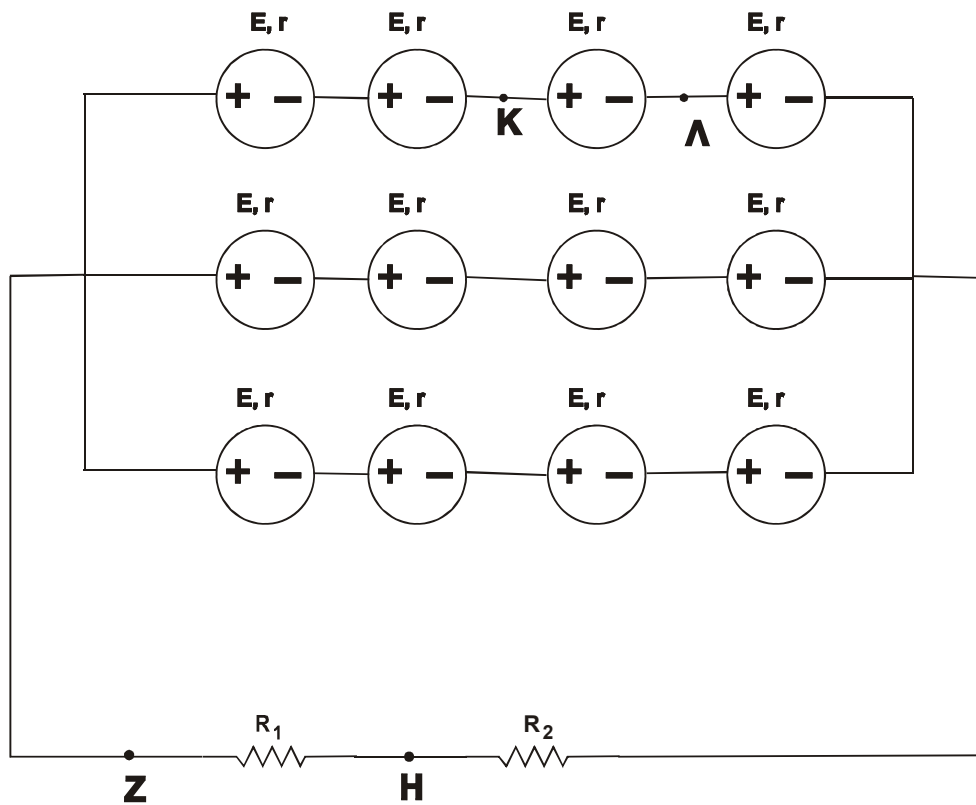 E, r E, r E, r E, r
+ − + − + − + −
K Λ
E, r E, r E, r E, r
+ − + − + − + −
E, r E, r E, r E, r
+ − + − + − + −
R1 R2
Z H